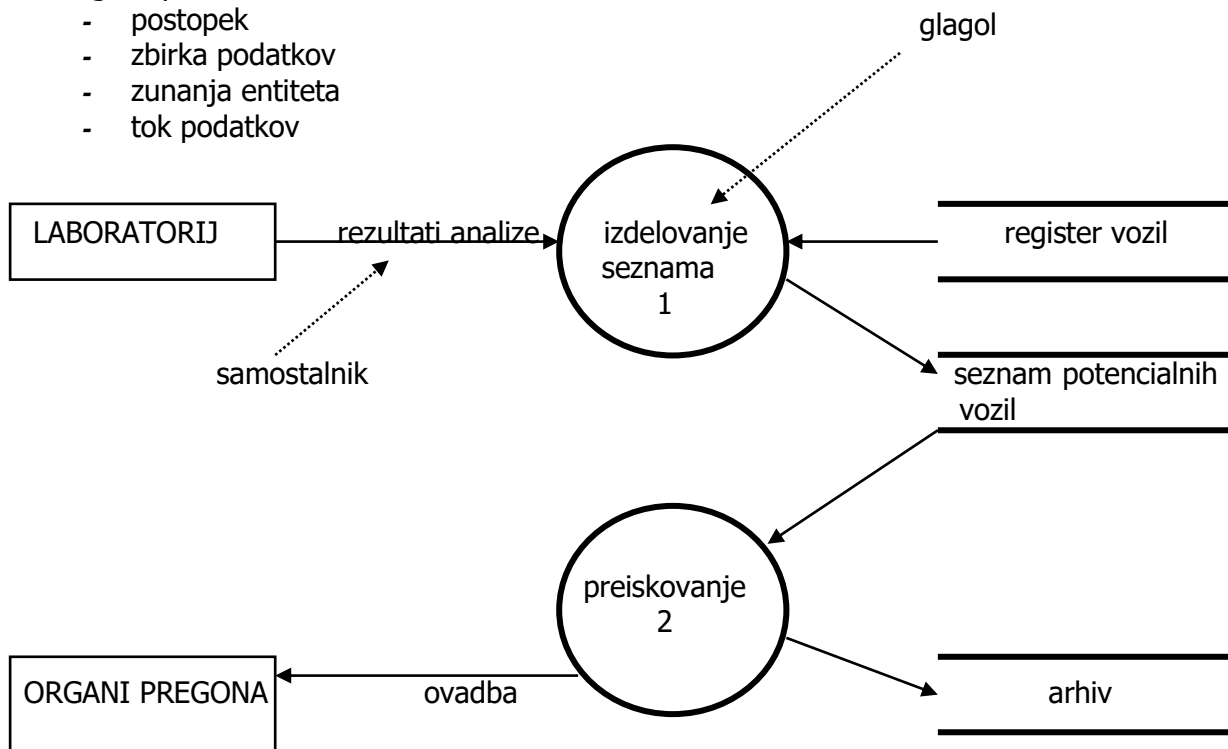 - postopek
- zbirka podatkov
- zunanja entiteta
- tok podatkov
glagol
LABORATORIJ
rezultati analize
izdelovanje
seznama
1
register vozil
samostalnik
seznam potencialnih
vozil
preiskovanje
2
ORGANI PREGONA
ovadba
arhiv